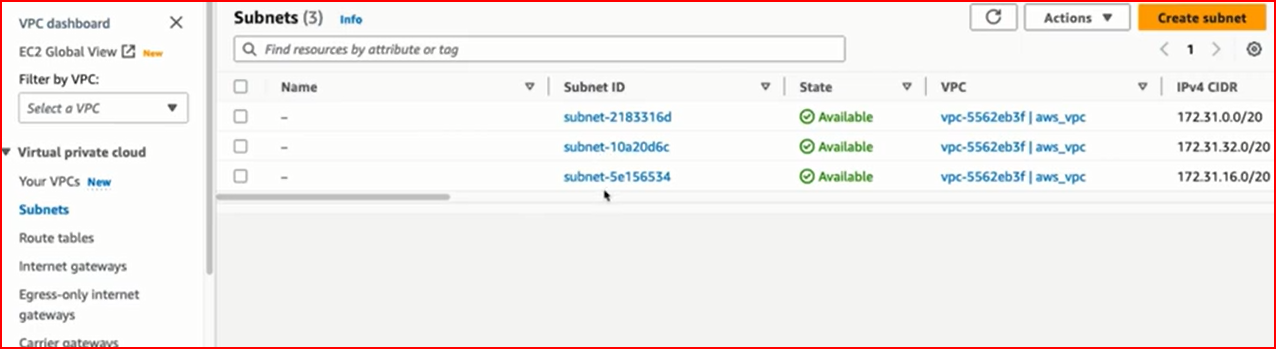 VPC dashboard
EC2 Global View New
Filter by VPC:
Select a VPC
Virtual private cloud
Your VPCs New
Subnets
Route tables
Internet gateways
Egress-only internet
gateways
Carrier gateways
Subnets (3) Info
Actions
Create subnet
Find resources by attribute or tag
1
Name Subnet ID State VPC IPv4 CIDR
– subnet-2183316d Available vpc-5562eb3f | aws_vpc 172.31.0.0/20
– subnet-10a20d6c Available vpc-5562eb3f | aws_vpc 172.31.32.0/20
– subnet-5e156534 Available vpc-5562eb3f | aws_vpc 172.31.16.0/20